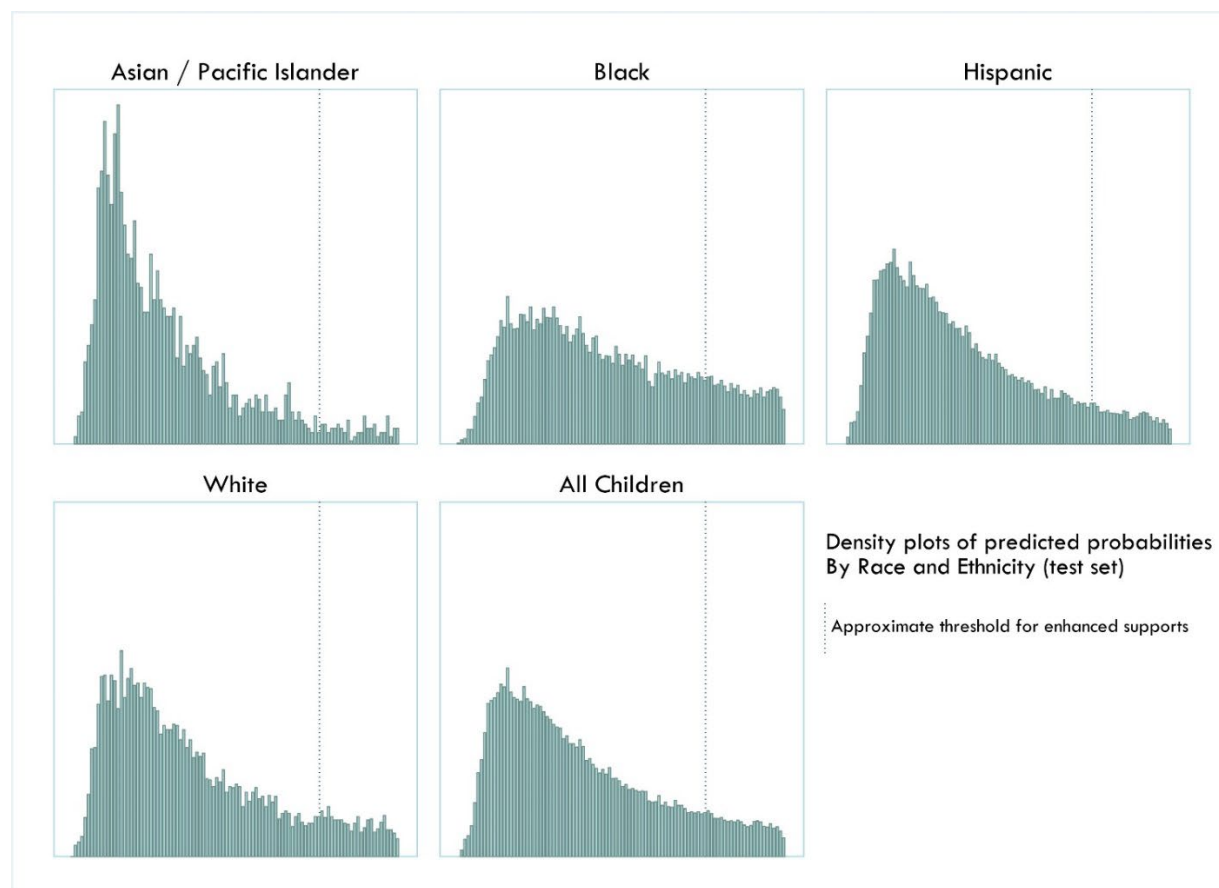 Asian / Pacific Islander
Black
Hispanic
White
All Children
Density plots of predicted probabilities
By Race and Ethnicity (test set)
Approximate threshold for enhanced supports